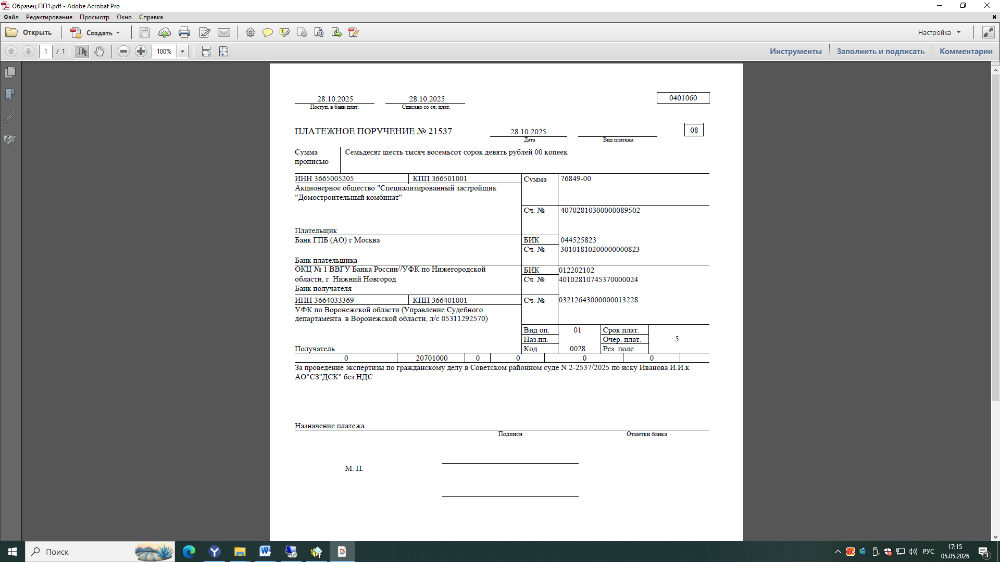 Образец ПП1.pdf - Adobe Acrobat Pro
Файл Редактирование Просмотр Окно Справка
Открыть Создать Настройка
1 / 1 100% Инструменты Заполнить и подписать Комментарии
28.10.2025 28.10.2025 0401060
Поступ. в банк плат. Списано со сч. плат.
ПЛАТЕЖНОЕ ПОРУЧЕНИЕ № 21537 28.10.2025 08
Дата Вид платежа
Сумма Семьдесят шесть тысяч восемьсот сорок девять рублей 00 копеек
прописью
ИНН 3665005205 КПП 366501001 Сумма 76849-00
Акционерное общество "Специализированный застройщик
"Домостроительный комбинат"
Сч. № 40702810300000089502
Плательщик
Банк ГПБ (АО) г Москва БИК 044525823
Сч. № 30101810200000000823
Банк плательщика
ОКЦ № 1 ВВГУ Банка России//УФК по Нижегородской БИК 012202102
области, г. Нижний Новгород Сч. № 40102810745370000024
Банк получателя
ИНН 3664033369 КПП 366401001 Сч. № 03212643000000013228
УФК по Воронежской области (Управление Судебного
департамента в Воронежской области, л/с 05311292570)
Вид оп. 01 Срок плат.
Наз.пл. Очер. плат. 5
Получатель Код 0028 Рез. поле
0 20701000 0 0 0 0
За проведение экспертизы по гражданскому делу в Советском районном суде N 2-2537/2025 по иску Иванова И.И.к
АО"СЗ"ДСК" без НДС
Назначение платежа
Подписи Отметки банка
М. П.
Поиск РУС 17:15
05.05.2026 3